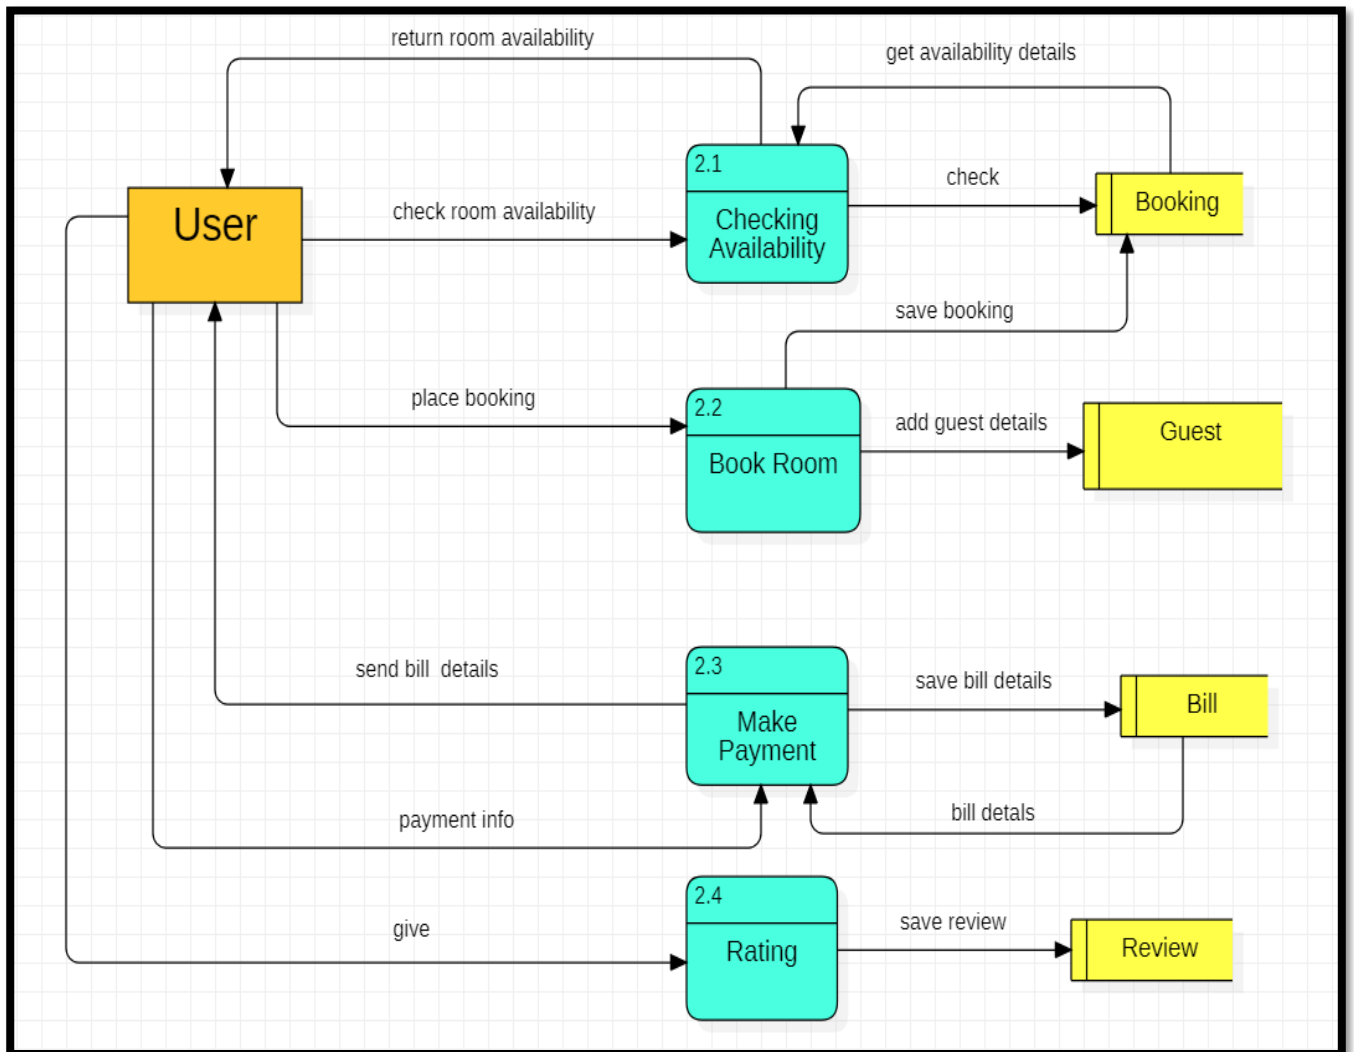 return room availability
get availability details
2.1
check
User
check room availability
Checking
Availability
Booking
save booking
place booking
2.2
add guest details
Guest
Book Room
send bill  details
2.3
save bill details
Make
Payment
Bill
payment info
bill detals
2.4
give
save review
Rating
Review